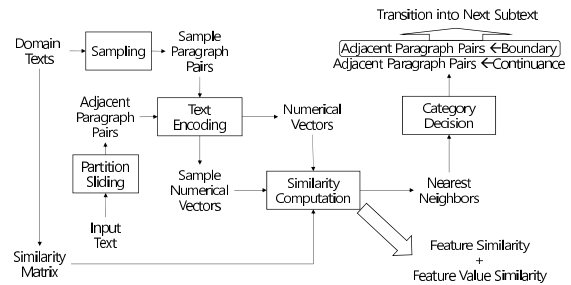 Transition into Next Subtext
Adjacent Paragraph Pairs ←Boundary
Adjacent Paragraph Pairs ←Continuance
Domain
Texts
Sampling
Sample
Paragraph
Pairs
Adjacent
Paragraph
Pairs
Text
Encoding
Numerical
Vectors
Category
Decision
Partition
Sliding
Sample
Numerical
Vectors
Similarity
Computation
Nearest
Neighbors
Input
Text
Similarity
Matrix
Feature Similarity
+
Feature Value Similarity